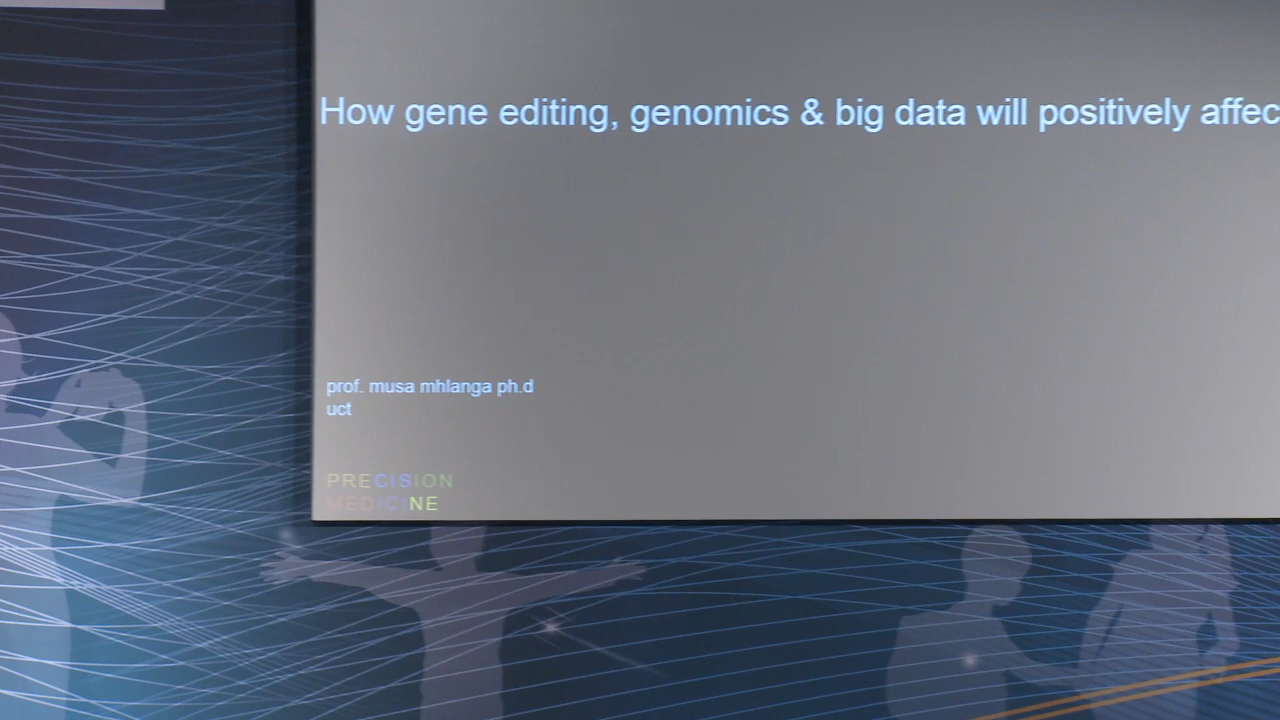 How gene editing, genomics & big data will positively affec
prof. musa mhlanga ph.d
uct
PRECISION
MEDICINE